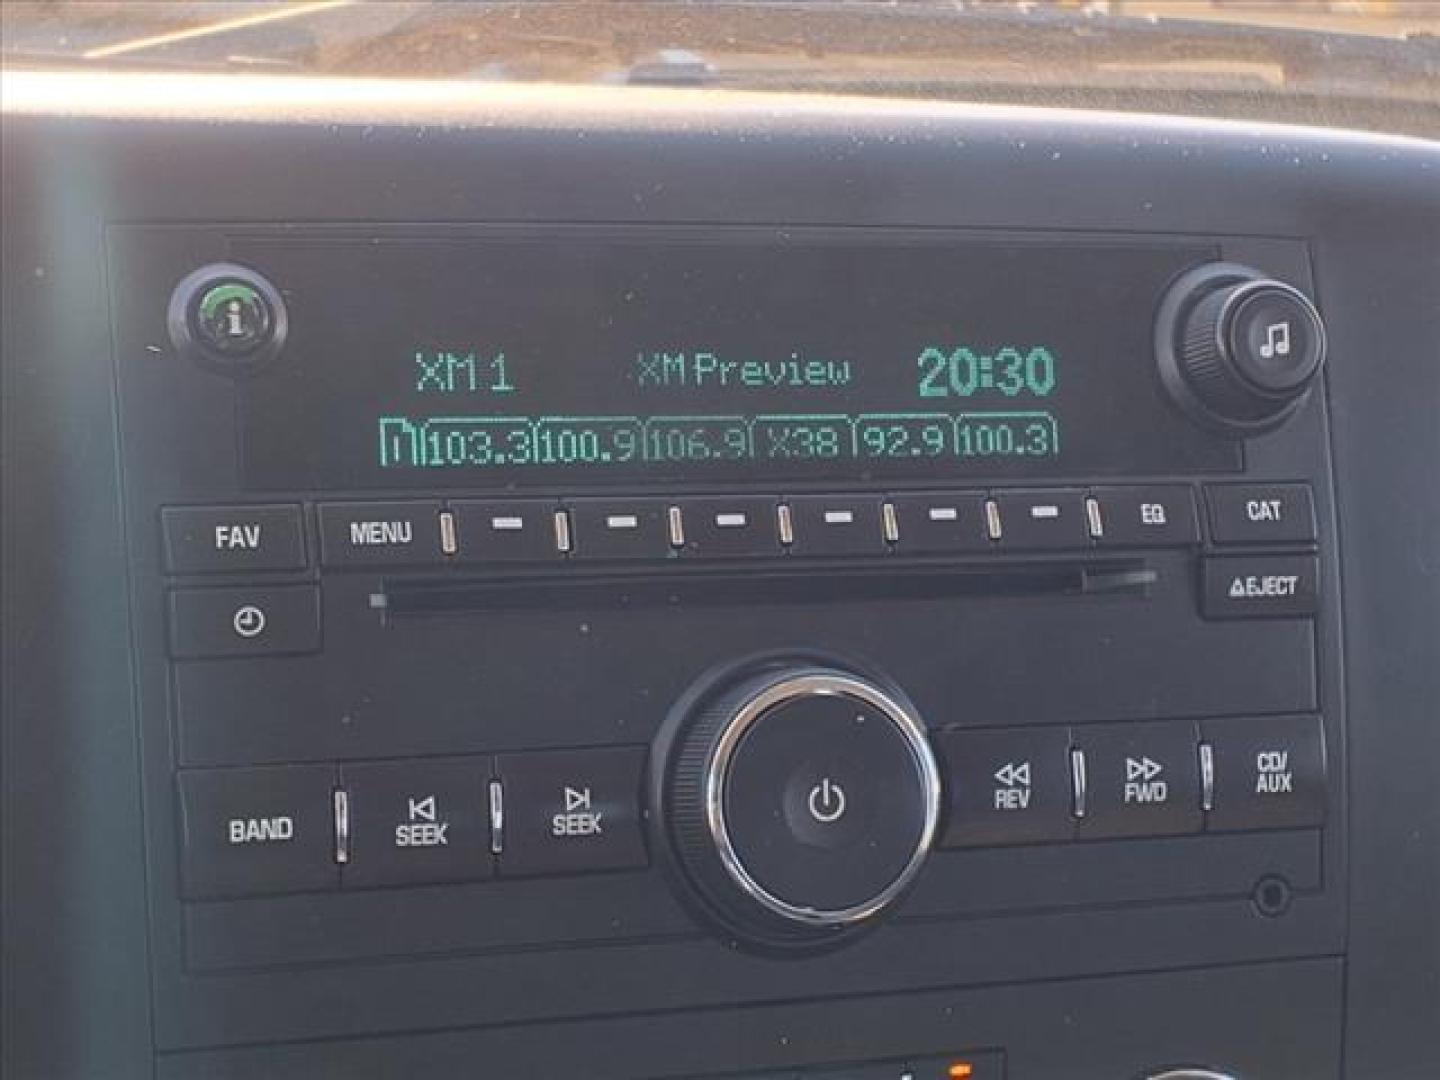 i
XM 1 XM Preview 20:30
103.3 100.9 106.9 X38 92.9 100.3
FAV MENU EQ CAT
EJECT
BAND SEEK SEEK REV FWD CD/
AUX